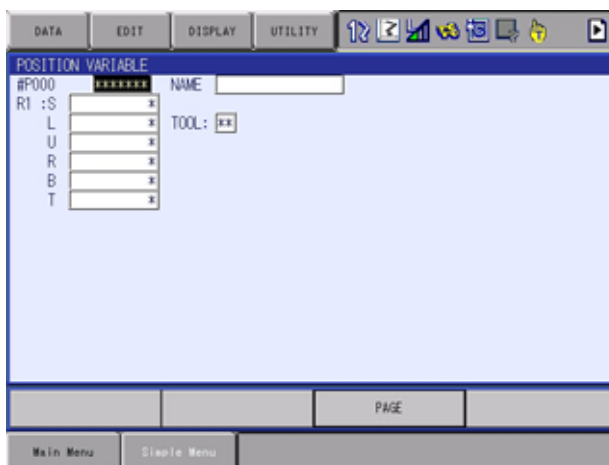 DATA EDIT DISPLAY UTILITY
POSITION VARIABLE
#P000 ******* NAME
R1 :S *
L * TOOL: **
U *
R *
B *
T *
PAGE
Main Menu Simple Menu